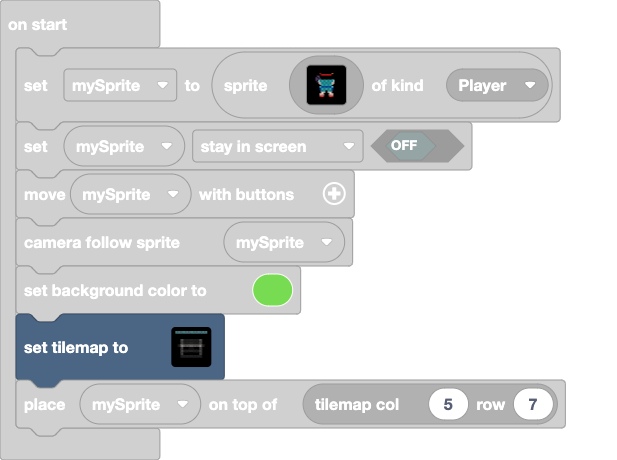 on start
set mySprite to sprite of kind Player
set mySprite stay in screen OFF
move mySprite with buttons
camera follow sprite mySprite
set background color to
set tilemap to
place mySprite on top of tilemap col 5 row 7